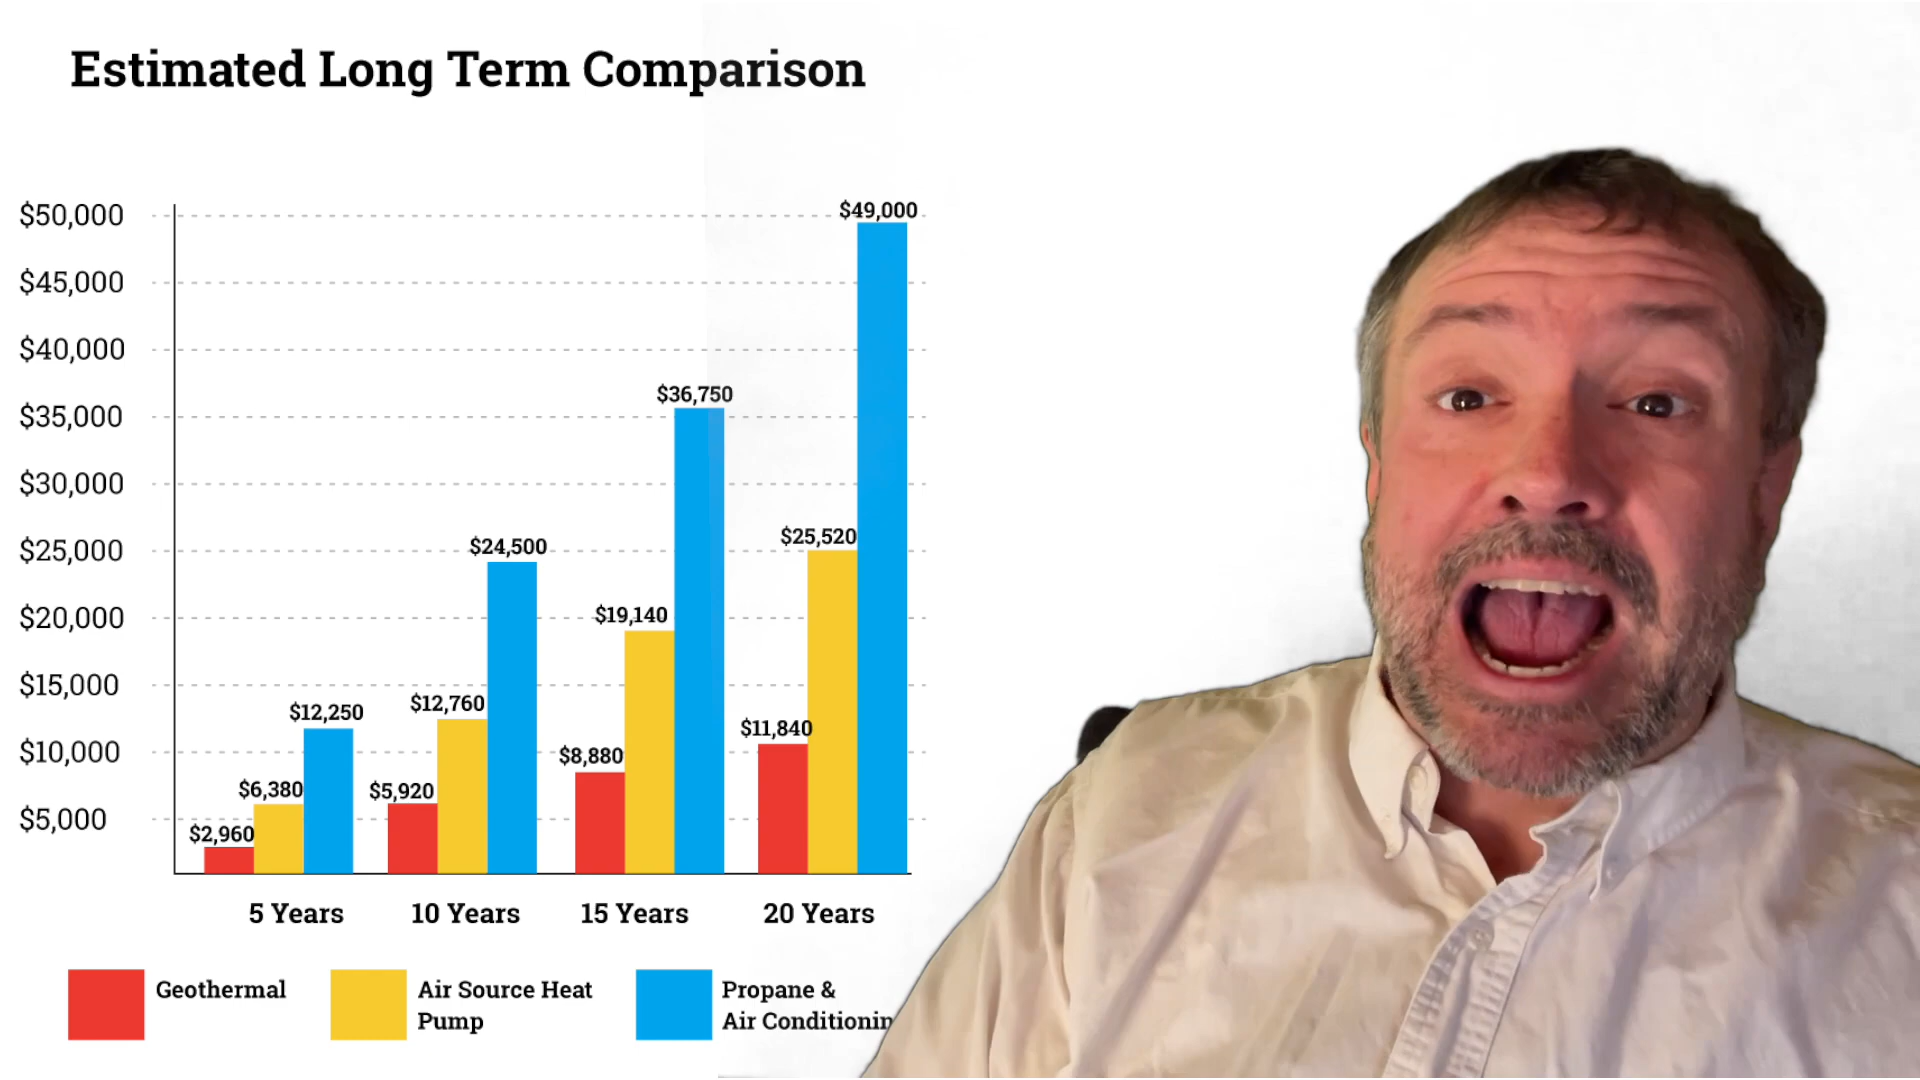 Estimated Long Term Comparison
$50,000
$45,000
$40,000
$35,000
$30,000
$25,000
$20,000
$15,000
$10,000
$5,000
$2,960
$6,380
$12,250
$5,920
$12,760
$24,500
$8,880
$19,140
$36,750
$11,840
$25,520
$49,000
5 Years
10 Years
15 Years
20 Years
Geothermal
Air Source Heat
Pump
Propane &
Air Conditionin